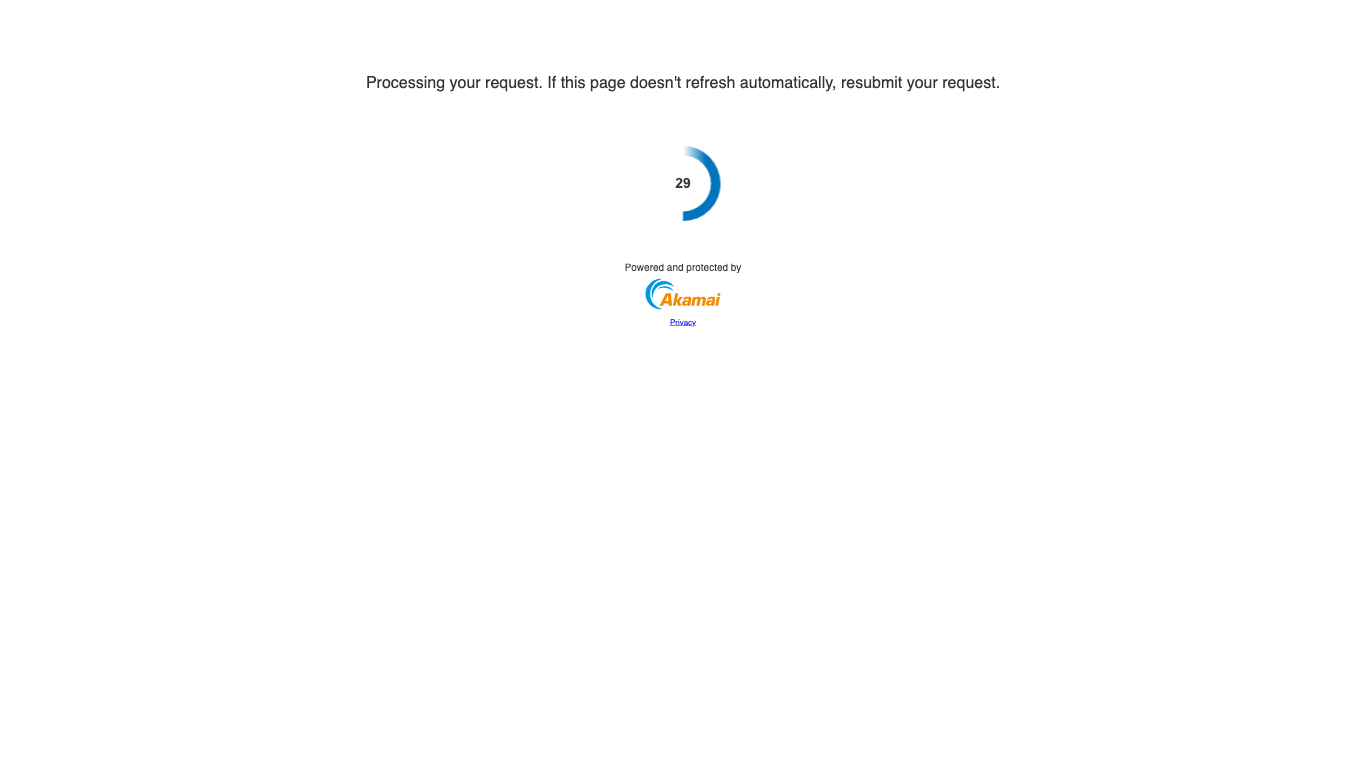 Processing your request. If this page doesn't refresh automatically, resubmit your request.
29
Powered and protected by
Akamai
Privacy